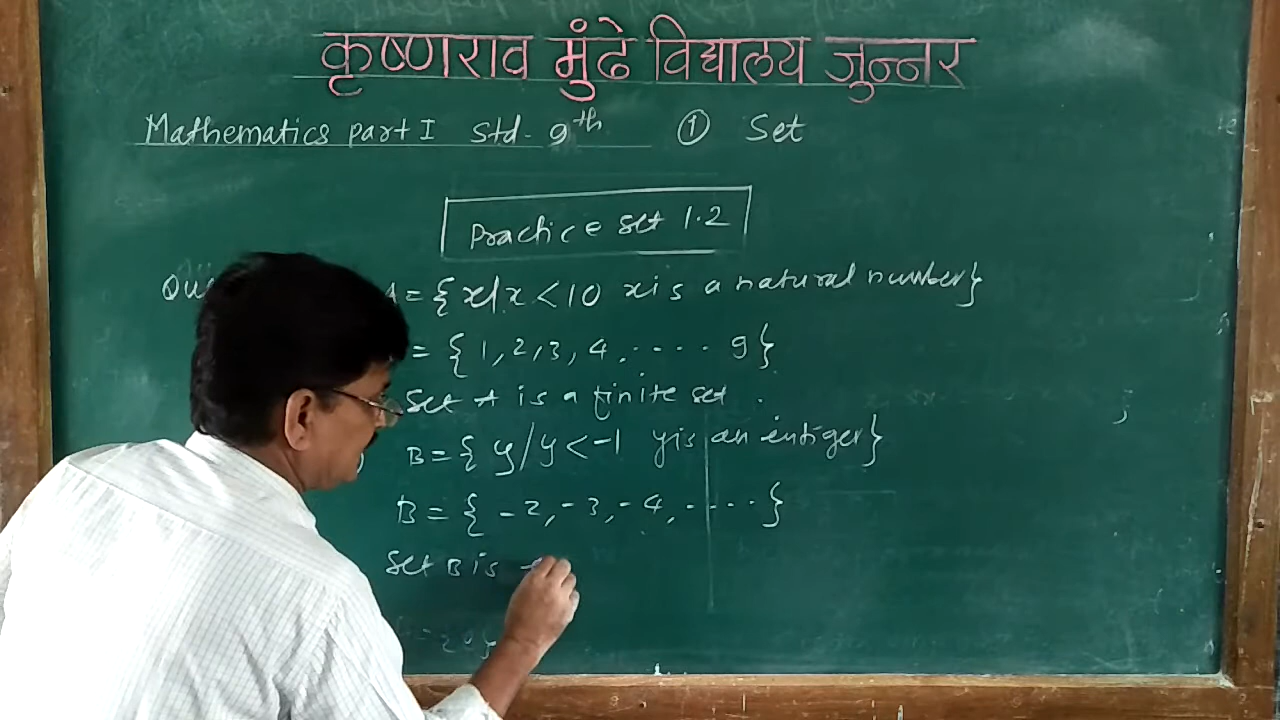 कृष्णराव मुंढे विद्यालय जुन्नर
Mathematics part I Std - 9th ① Set
Practice set 1.2
A = {x/x < 10 x is a natural number}
= {1, 2, 3, 4, ..... 9}
Set A is a finite set.
B = {y/y < -1 y is an entiger}
B = {-2, -3, -4, .....}
Set B is